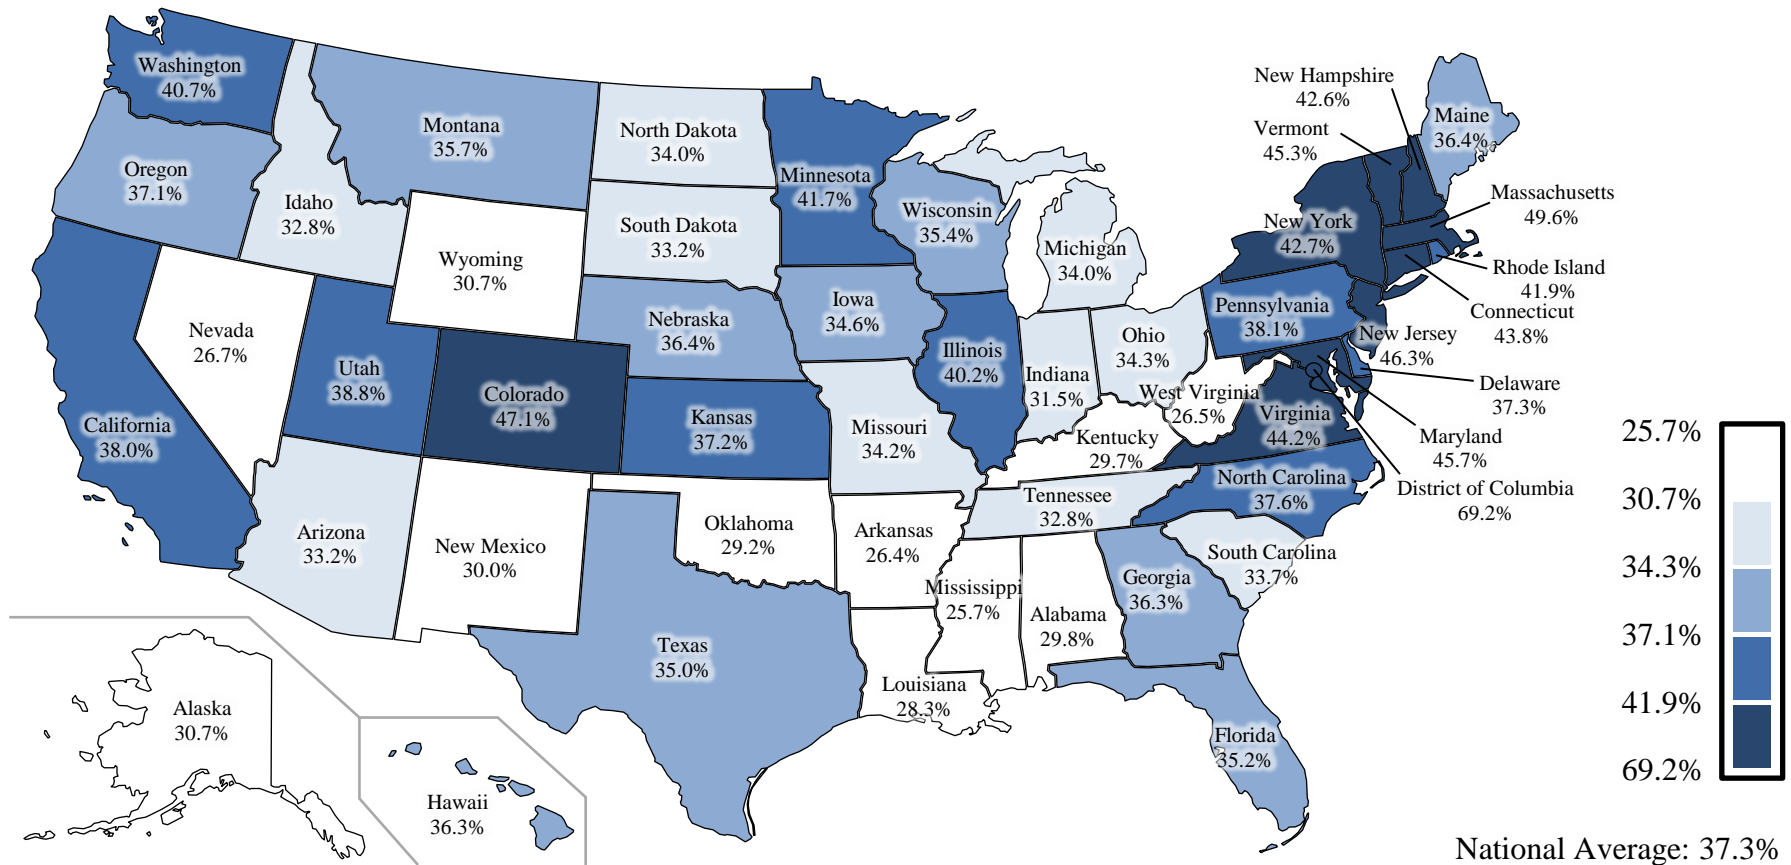 Washington
40.7%
Oregon
37.1%
Idaho
32.8%
Montana
35.7%
North Dakota
34.0%
South Dakota
33.2%
Minnesota
41.7%
Wisconsin
35.4%
Michigan
34.0%
New Hampshire
42.6%
Vermont
45.3%
Maine
36.4%
Massachusetts
49.6%
New York
42.7%
Rhode Island
41.9%
Connecticut
43.8%
Wyoming
30.7%
Nebraska
36.4%
Iowa
34.6%
Pennsylvania
38.1%
New Jersey
46.3%
Nevada
26.7%
Utah
38.8%
Colorado
47.1%
Kansas
37.2%
Illinois
40.2%
Indiana
31.5%
Ohio
34.3%
West Virginia
26.5%
Virginia
44.2%
Delaware
37.3%
Maryland
45.7%
District of Columbia
69.2%
California
38.0%
Missouri
34.2%
Kentucky
29.7%
North Carolina
37.6%
Tennessee
32.8%
Arizona
33.2%
New Mexico
30.0%
Oklahoma
29.2%
Arkansas
26.4%
South Carolina
33.7%
Mississippi
25.7%
Alabama
29.8%
Georgia
36.3%
Texas
35.0%
Louisiana
28.3%
Florida
35.2%
Alaska
30.7%
Hawaii
36.3%
25.7%
30.7%
34.3%
37.1%
41.9%
69.2%
National Average: 37.3%